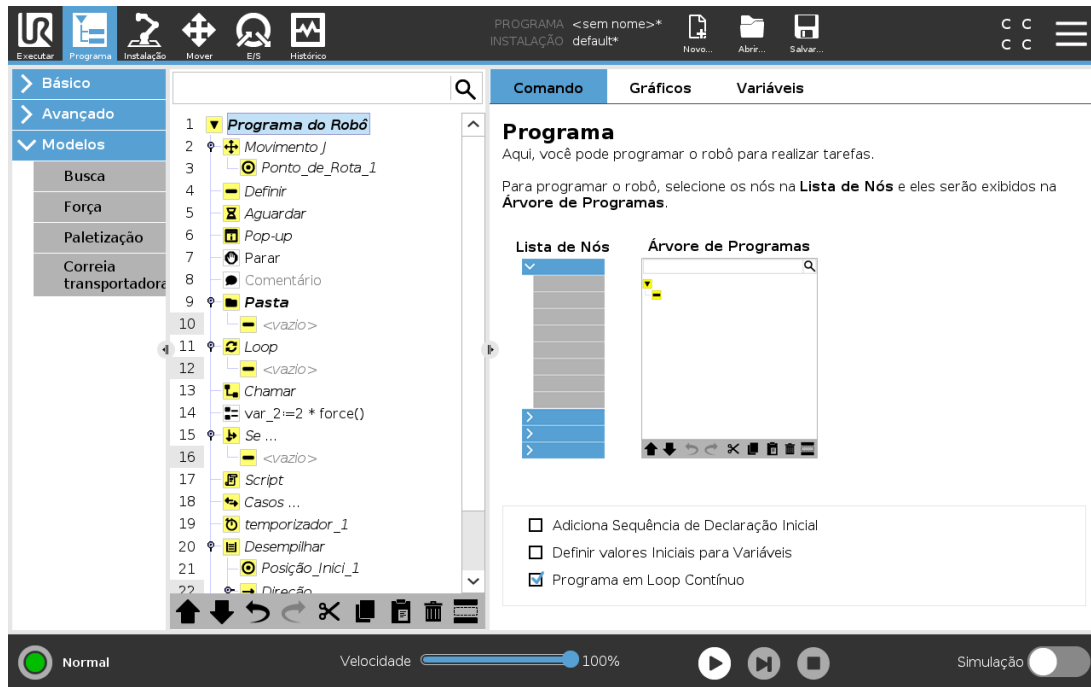 PROGRAMA <sem nome>*
INSTALAÇÃO default*
Executar Programa Instalação Mover E/S Histórico
Novo... Abrir... Salvar...
C C
C C
Básico
Avançado
Modelos
Busca
Força
Paletização
Correia
transportadora
1 Programa do Robô
2 Movimento J
3 Ponto_de_Rota_1
4 Definir
5 Aguardar
6 Pop-up
7 Parar
8 Comentário
9 Pasta
10 <vazio>
11 Loop
12 <vazio>
13 Chamar
14 var_2:=2 * force()
15 Se ...
16 <vazio>
17 Script
18 Casos ...
19 temporizador_1
20 Desempilhar
21 Posição_Inici_1
22 Direção
Comando Gráficos Variáveis
Programa
Aqui, você pode programar o robô para realizar tarefas.
Para programar o robô, selecione os nós na Lista de Nós e eles serão exibidos na
Árvore de Programas.
Lista de Nós Árvore de Programas
Adiciona Sequência de Declaração Inicial
Definir valores Iniciais para Variáveis
Programa em Loop Contínuo
Normal
Velocidade 100%
Simulação